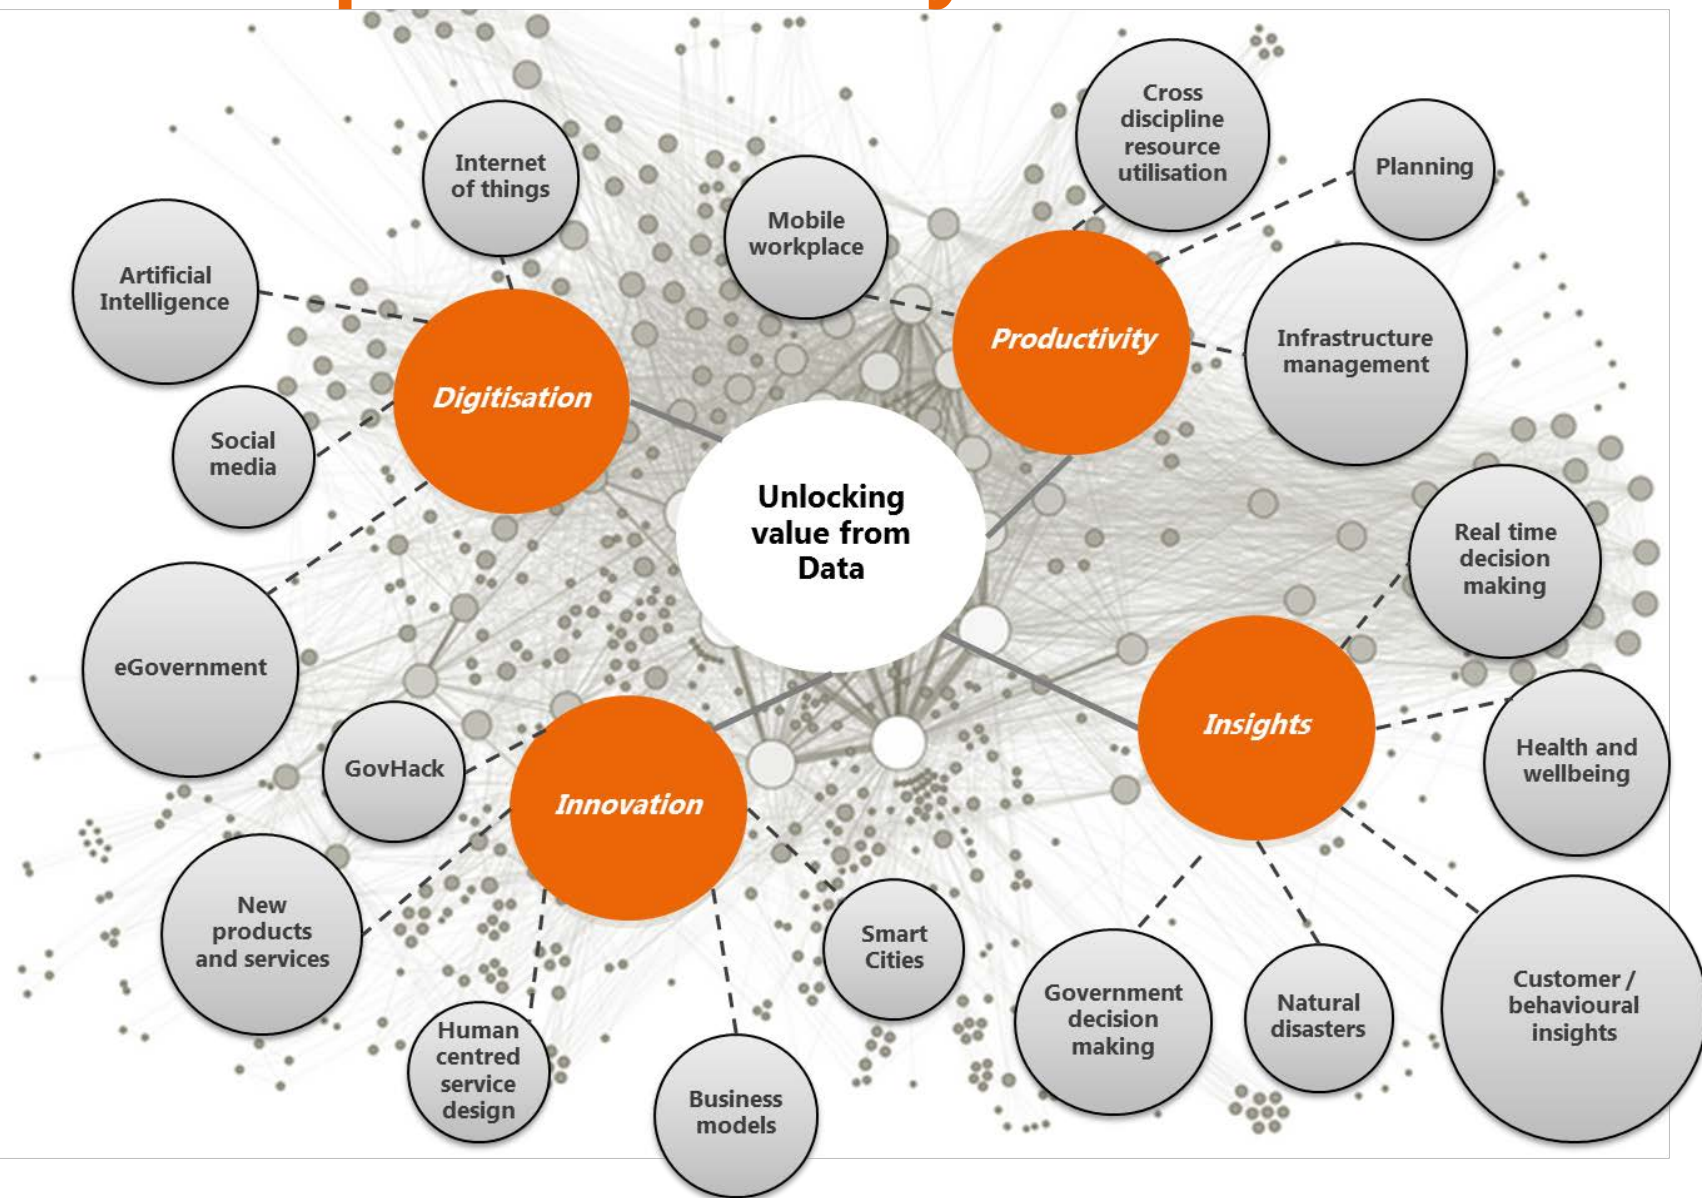 Cross
discipline
resource
utilisation
Planning
Internet
of things
Mobile
workplace
Artificial
Intelligence
Productivity
Infrastructure
management
Digitisation
Social
media
Unlocking
value from
Data
Real time
decision
making
eGovernment
Insights
Health and
wellbeing
GovHack
Innovation
New
products
and services
Smart
Cities
Government
decision
making
Natural
disasters
Customer /
behavioural
insights
Human
centred
service
design
Business
models